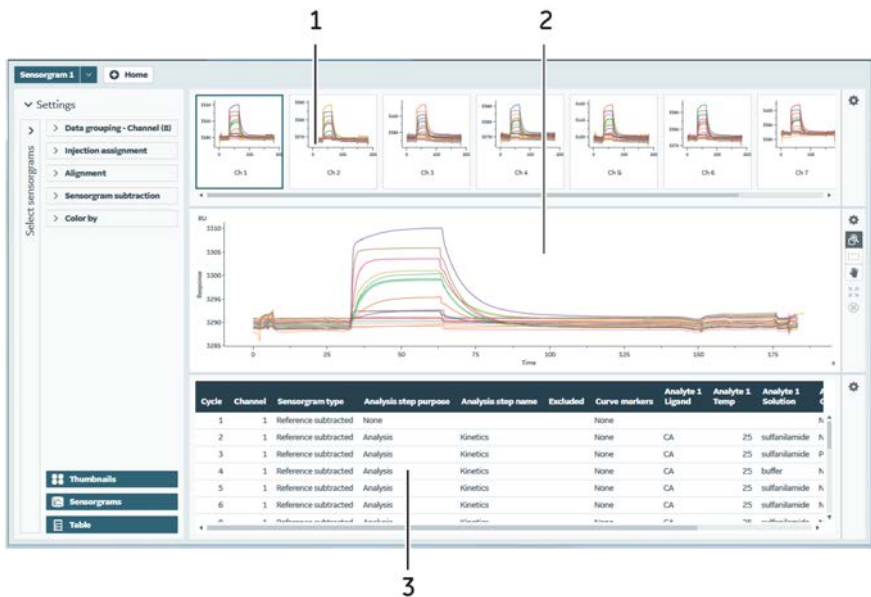 1
2
Sensorgram 1
Home
Settings
Select sensorgrams
Data grouping - Channel (8)
Injection assignment
Alignment
Sensorgram subtraction
Color by
Thumbnails
Sensorgrams
Table
Ch 1
Ch 2
Ch 3
Ch 4
Ch 5
Ch 6
Ch 7
RU
3310
3305
3300
3295
3290
3285
Response
0 25 50 75 100 125 150 175 s
Time
Cycle Channel Sensorgram type Analysis step purpose Analysis step name Excluded Curve markers Analyte 1 Ligand Analyte 1 Temp Analyte 1 Solution
1 1 Reference subtracted None None
2 1 Reference subtracted Analysis Kinetics None CA 25 sulfanilamide
3 1 Reference subtracted Analysis Kinetics None CA 25 sulfanilamide
4 1 Reference subtracted Analysis Kinetics None CA 25 buffer
5 1 Reference subtracted Analysis Kinetics None CA 25 sulfanilamide
6 1 Reference subtracted Analysis Kinetics None CA 25 sulfanilamide
3